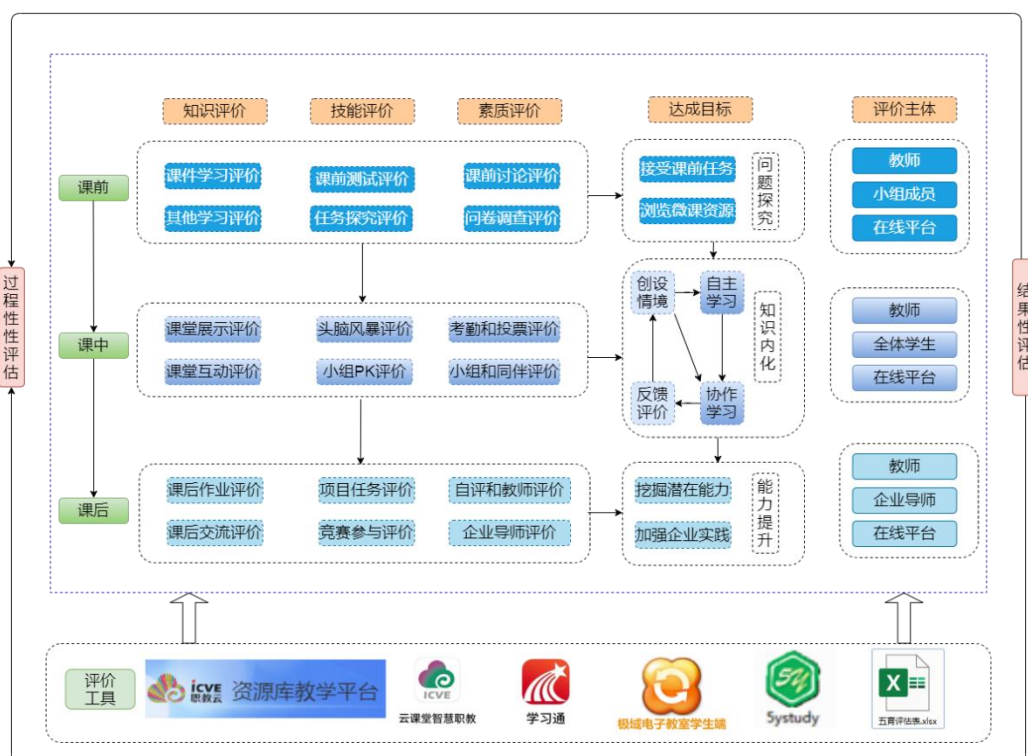 知识评价
技能评价
素质评价
达成目标
评价主体
课前
课件学习评价
课前测试评价
课前讨论评价
其他学习评价
任务探究评价
问卷调查评价
接受课前任务
浏览微课资源
问题探究
教师
小组成员
在线平台
过程性性评估
结果性评估
课中
课堂展示评价
头脑风暴评价
考勤和投票评价
课堂互动评价
小组PK评价
小组和同伴评价
创设
情境
自主
学习
反馈
评价
协作
学习
知识内化
教师
全体学生
在线平台
课后
课后作业评价
项目任务评价
自评和教师评价
课后交流评价
竞赛参与评价
企业导师评价
挖掘潜在能力
加强企业实践
能力提升
教师
企业导师
在线平台
评价
工具
icve
思教云
资源库教学平台
ICVE
云课堂智慧职教
学习通
极域电子教室学生端
5y
5ystudy
X
五育评估表.xlsx